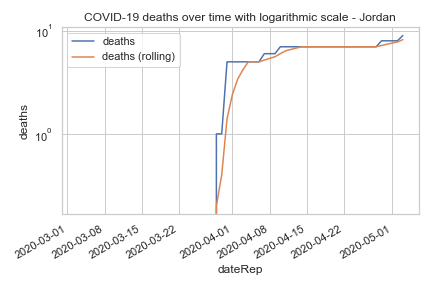 COVID-19 deaths over time with logarithmic scale - Jordan
10¹
deaths
deaths (rolling)
10⁰
deaths
2020-03-01
2020-03-08
2020-03-15
2020-03-22
2020-04-01
2020-04-08
2020-04-15
2020-04-22
2020-05-01
dateRep